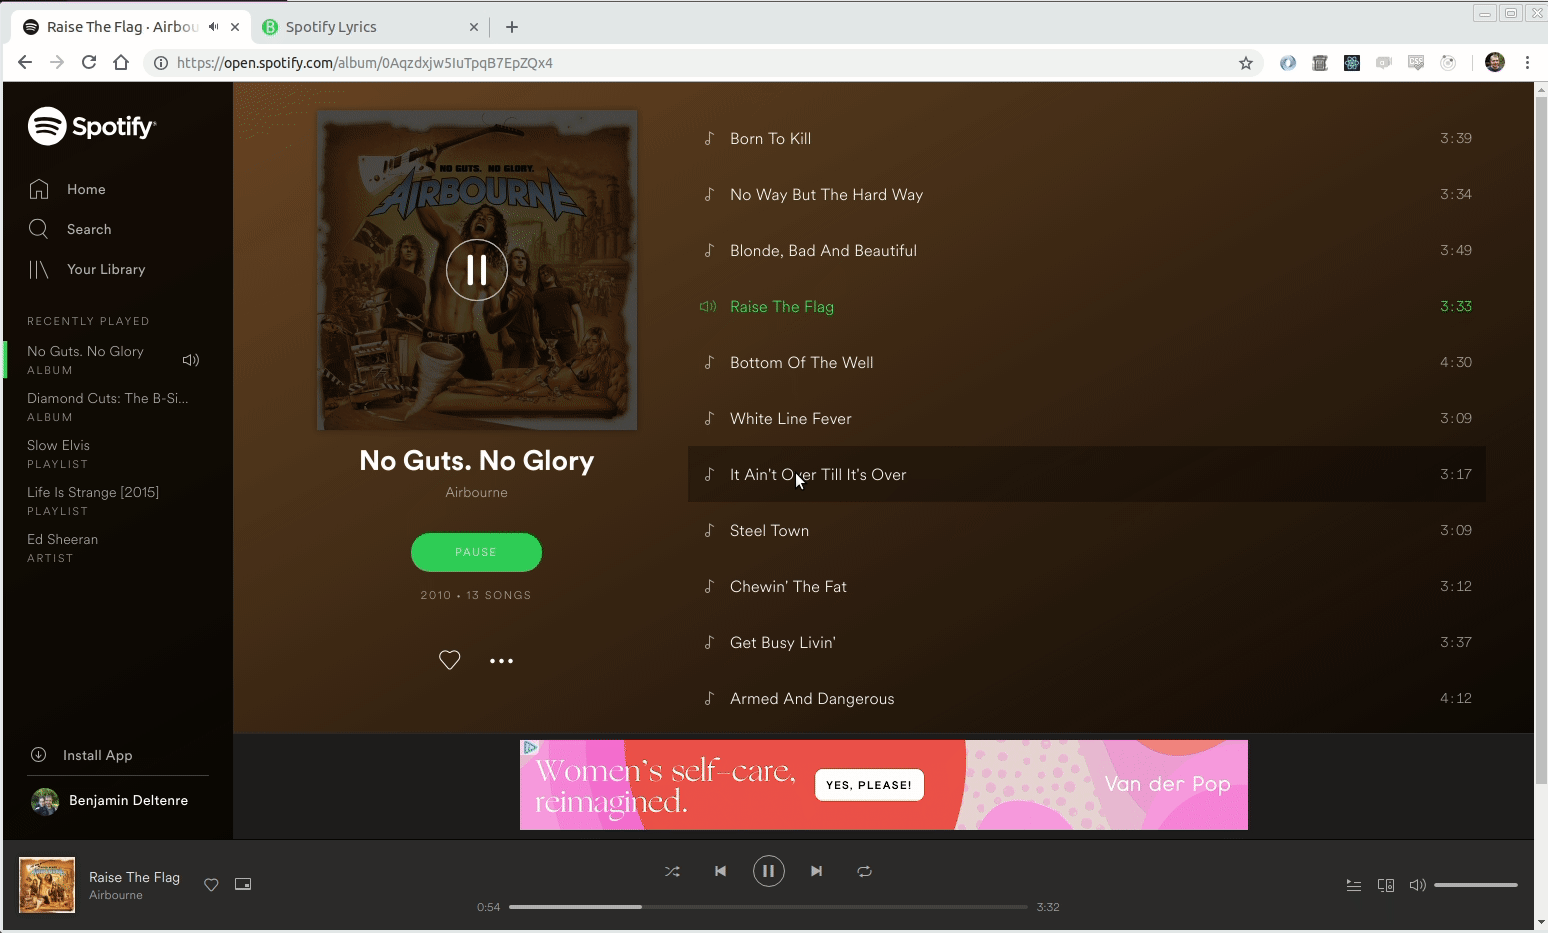 Raise The Flag · Airbou
Spotify Lyrics
https://open.spotify.com/album/0Aqzdxjw5IuTpqB7EpZQx4
Spotify
Home
Search
Your Library
RECENTLY PLAYED
No Guts. No Glory
ALBUM
Diamond Cuts: The B-Si...
ALBUM
Slow Elvis
PLAYLIST
Life Is Strange [2015]
PLAYLIST
Ed Sheeran
ARTIST
Install App
Benjamin Deltenre
NO GUTS. NO GLORY.
AIRBOURNE
No Guts. No Glory
Airbourne
PAUSE
2010 • 13 SONGS
Born To Kill 3:39
No Way But The Hard Way 3:34
Blonde, Bad And Beautiful 3:49
Raise The Flag 3:33
Bottom Of The Well 4:30
White Line Fever 3:09
It Ain't Over Till It's Over 3:17
Steel Town 3:09
Chewin' The Fat 3:12
Get Busy Livin' 3:37
Armed And Dangerous 4:12
Women's self-care,
reimagined.
YES, PLEASE!
Van der Pop
Raise The Flag
Airbourne
0:54
3:32